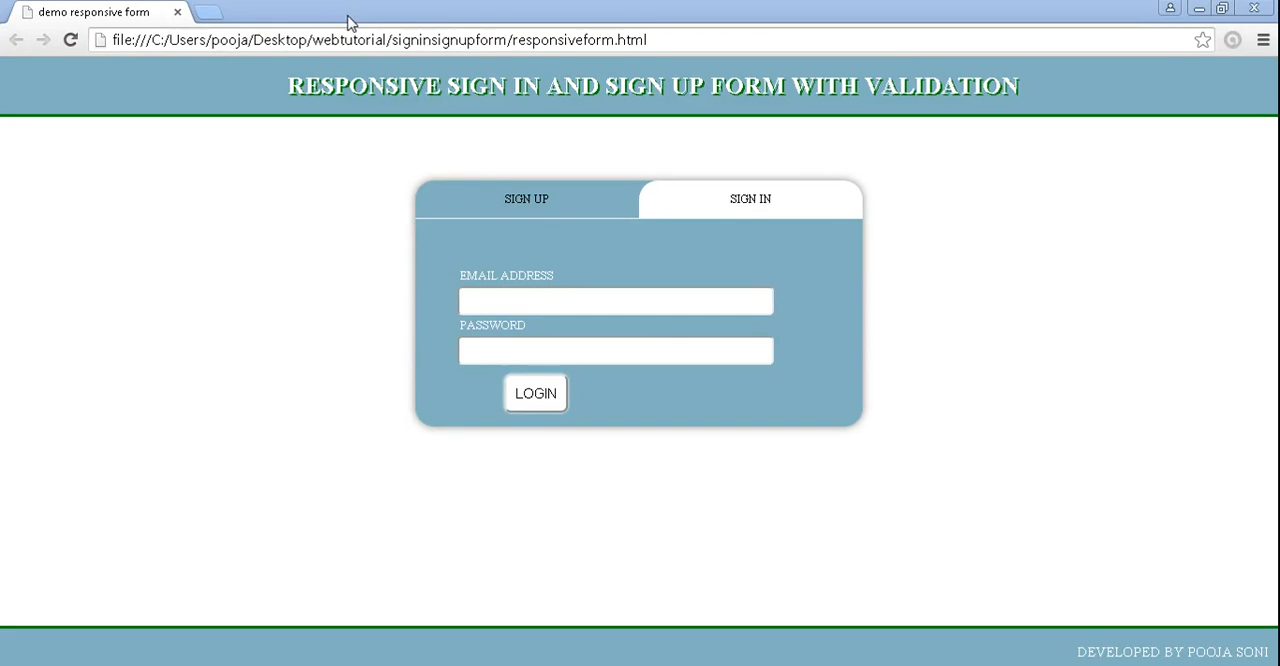 demo responsive form
file:///C:/Users/pooja/Desktop/webtutorial/signinsignupform/responsiveform.html
RESPONSIVE SIGN IN AND SIGN UP FORM WITH VALIDATION
SIGN UP
SIGN IN
EMAIL ADDRESS
PASSWORD
LOGIN
DEVELOPED BY POOJA SONI